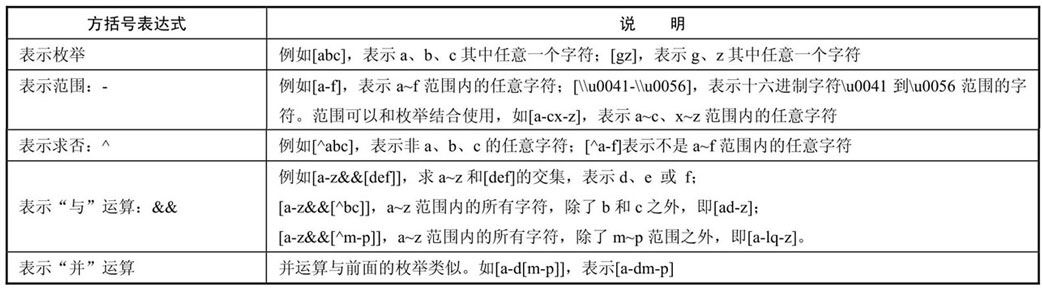 方括号表达式 说 明
表示枚举 例如[abc]，表示 a、b、c 其中任意一个字符；[gz]，表示 g、z 其中任意一个字符
表示范围：- 例如[a-f]，表示 a~f 范围内的任意字符；[\\u0041-\\u0056]，表示十六进制字符\u0041 到\u0056 范围的字
符。范围可以和枚举结合使用，如[a-cx-z]，表示 a~c、x~z 范围内的任意字符
表示求否：^ 例如[^abc]，表示非 a、b、c 的任意字符；[^a-f]表示不是 a~f 范围内的任意字符
表示“与”运算：&&
例如[a-z&&[def]]，求 a~z 和[def]的交集，表示 d、e 或 f；
[a-z&&[^bc]]，a~z 范围内的所有字符，除了 b 和 c 之外，即[ad-z]；
[a-z&&[^m-p]]，a~z 范围内的所有字符，除了 m~p 范围之外，即[a-lq-z]。
表示“并”运算 并运算与前面的枚举类似。如[a-d[m-p]]，表示[a-dm-p]